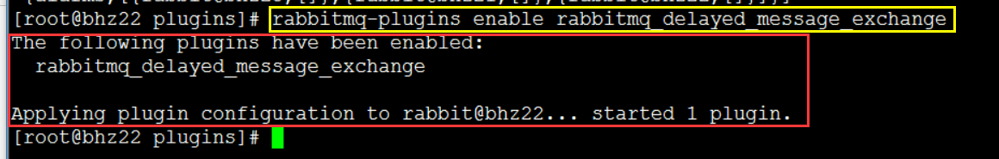 [root@bhz22 plugins]# rabbitmq-plugins enable rabbitmq_delayed_message_exchange
The following plugins have been enabled:
  rabbitmq_delayed_message_exchange
Applying plugin configuration to rabbit@bhz22... started 1 plugin.
[root@bhz22 plugins]#